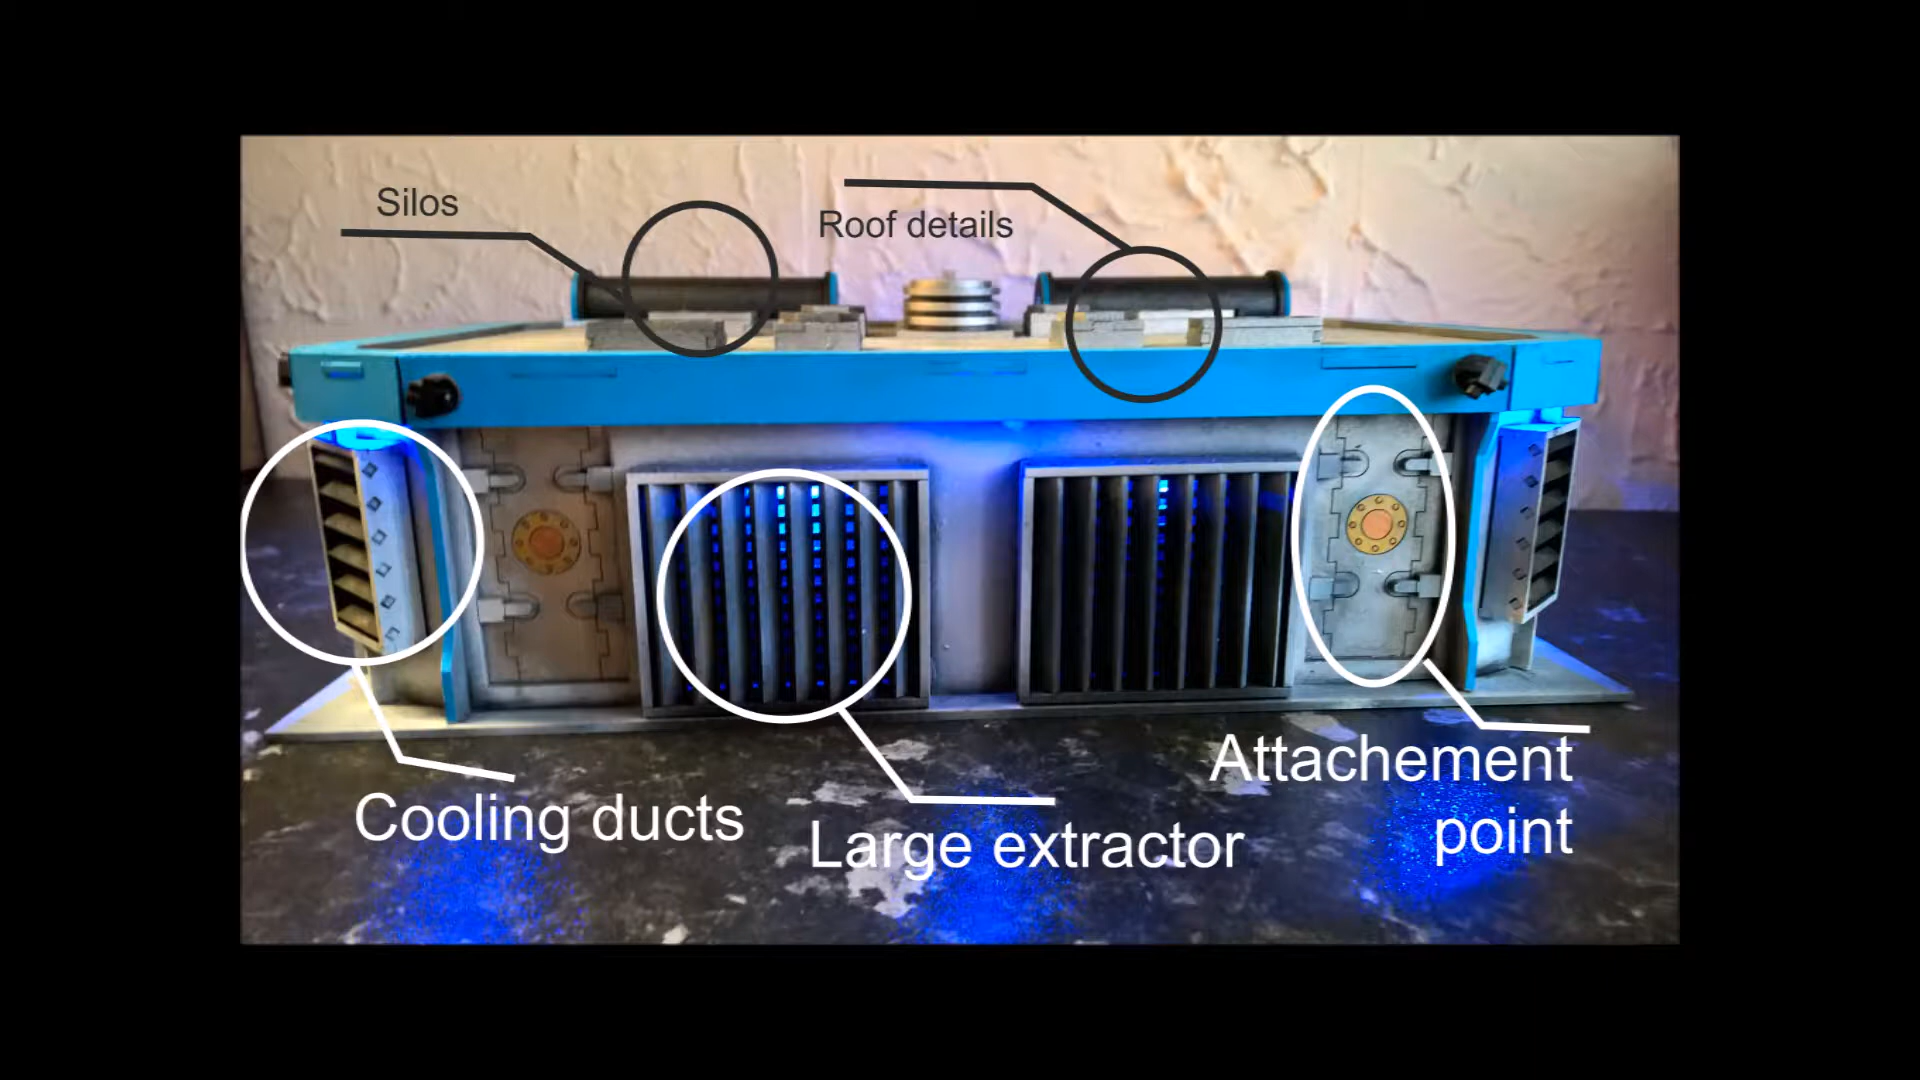 Silos
Roof details
Attachement
point
Cooling ducts
Large extractor